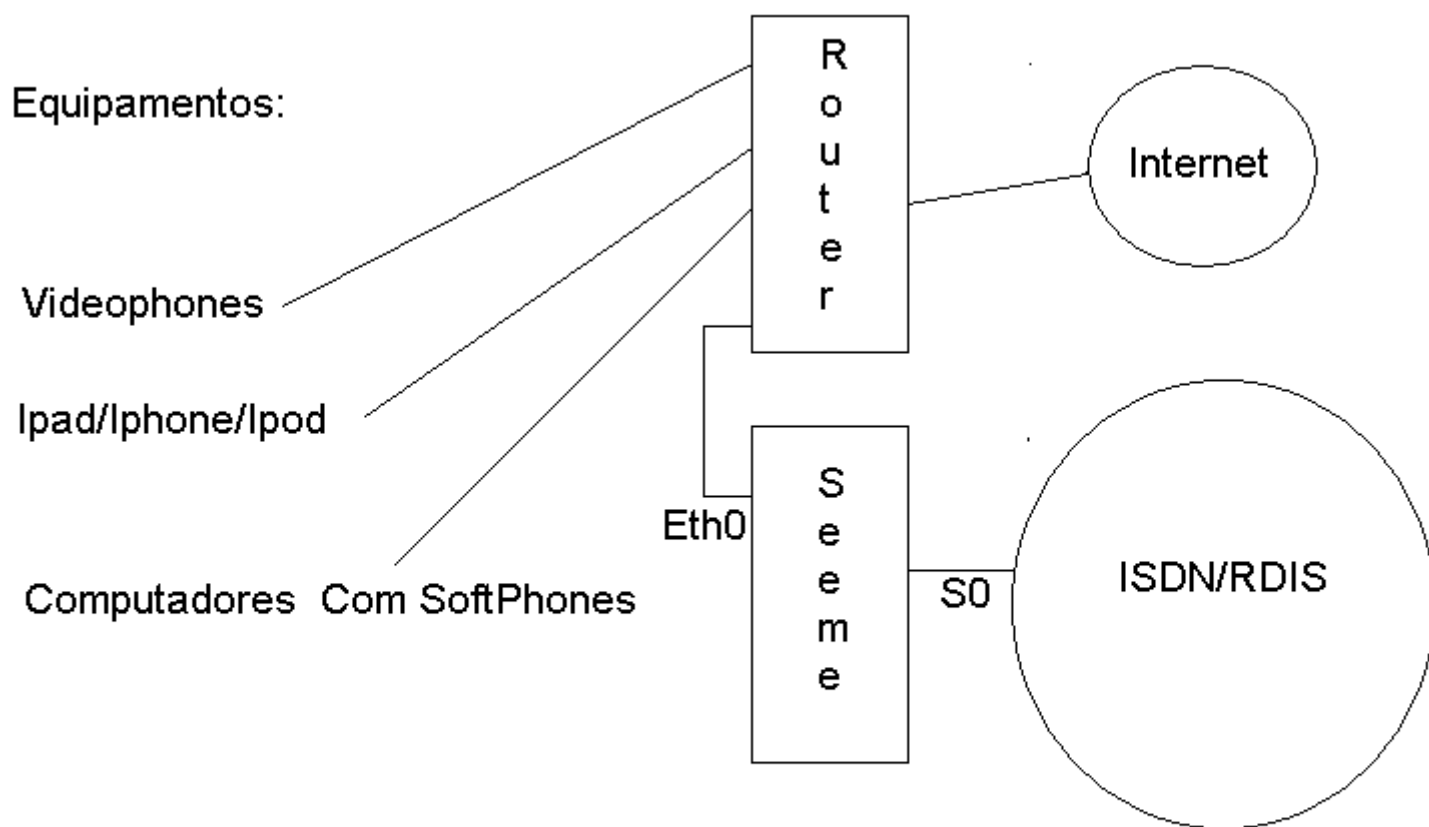 Equipamentos:
Videophones
Ipad/Iphone/Ipod
Computadores Com SoftPhones
Router
Internet
Eth0
Seeme
S0
ISDN/RDIS